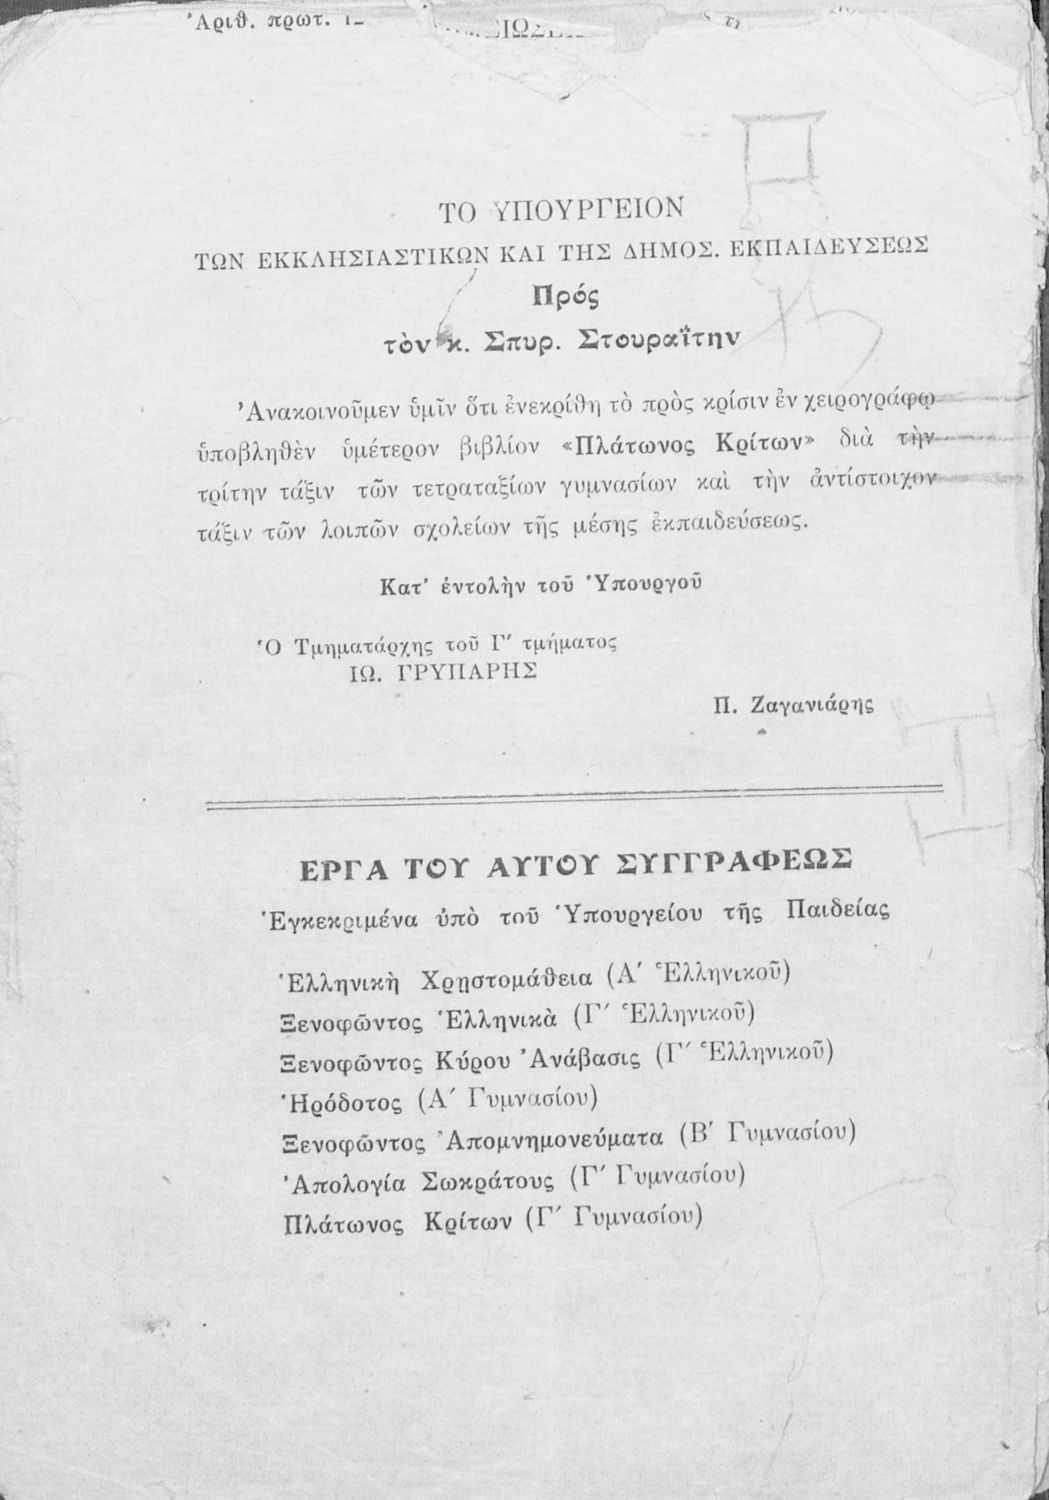 Ἀριθ. πρωτ.
ΤΟ ΥΠΟΥΡΓΕΙΟΝ
ΤΩΝ ΕΚΚΛΗΣΙΑΣΤΙΚΩΝ ΚΑΙ ΤΗΣ ΔΗΜΟΣ. ΕΚΠΑΙΔΕΥΣΕΩΣ
Πρός
τὸν κ. Σπυρ. Στουραΐτην
Ἀνακοινοῦμεν ὑμῖν ὅτι ἐνεκρίθη τὸ πρὸς κρίσιν ἐν χειρογράφῳ
ὑποβληθὲν ὑμέτερον βιβλίον «Πλάτωνος Κρίτων» διὰ τὴν
τρίτην τάξιν τῶν τετραταξίων γυμνασίων καὶ τὴν ἀντίστοιχον
τάξιν τῶν λοιπῶν σχολείων τῆς μέσης ἐκπαιδεύσεως.
Κατ' ἐντολὴν τοῦ Ὑπουργοῦ
Ὁ Τμηματάρχης τοῦ Γ' τμήματος
ΙΩ. ΓΡΥΠΑΡΗΣ
Π. Ζαγανιάρης
ΕΡΓΑ ΤΟΥ ΑΥΤΟΥ ΣΥΓΓΡΑΦΕΩΣ
Ἐγκεκριμένα ὑπὸ τοῦ Ὑπουργείου τῆς Παιδείας
Ἑλληνικὴ Χρηστομάθεια (Α' Ἑλληνικοῦ)
Ξενοφῶντος Ἑλληνικὰ (Γ' Ἑλληνικοῦ)
Ξενοφῶντος Κύρου Ἀνάβασις (Γ' Ἑλληνικοῦ)
Ἡρόδοτος (Α' Γυμνασίου)
Ξενοφῶντος Ἀπομνημονεύματα (Β' Γυμνασίου)
Ἀπολογία Σωκράτους (Γ' Γυμνασίου)
Πλάτωνος Κρίτων (Γ' Γυμνασίου)